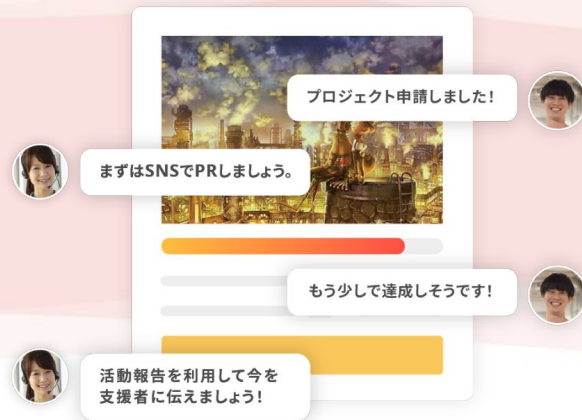 プロジェクト申請しました!
まずはSNSでPRしましょう。
もう少しで達成しそうです!
活動報告を利用して今を
支援者に伝えましょう!